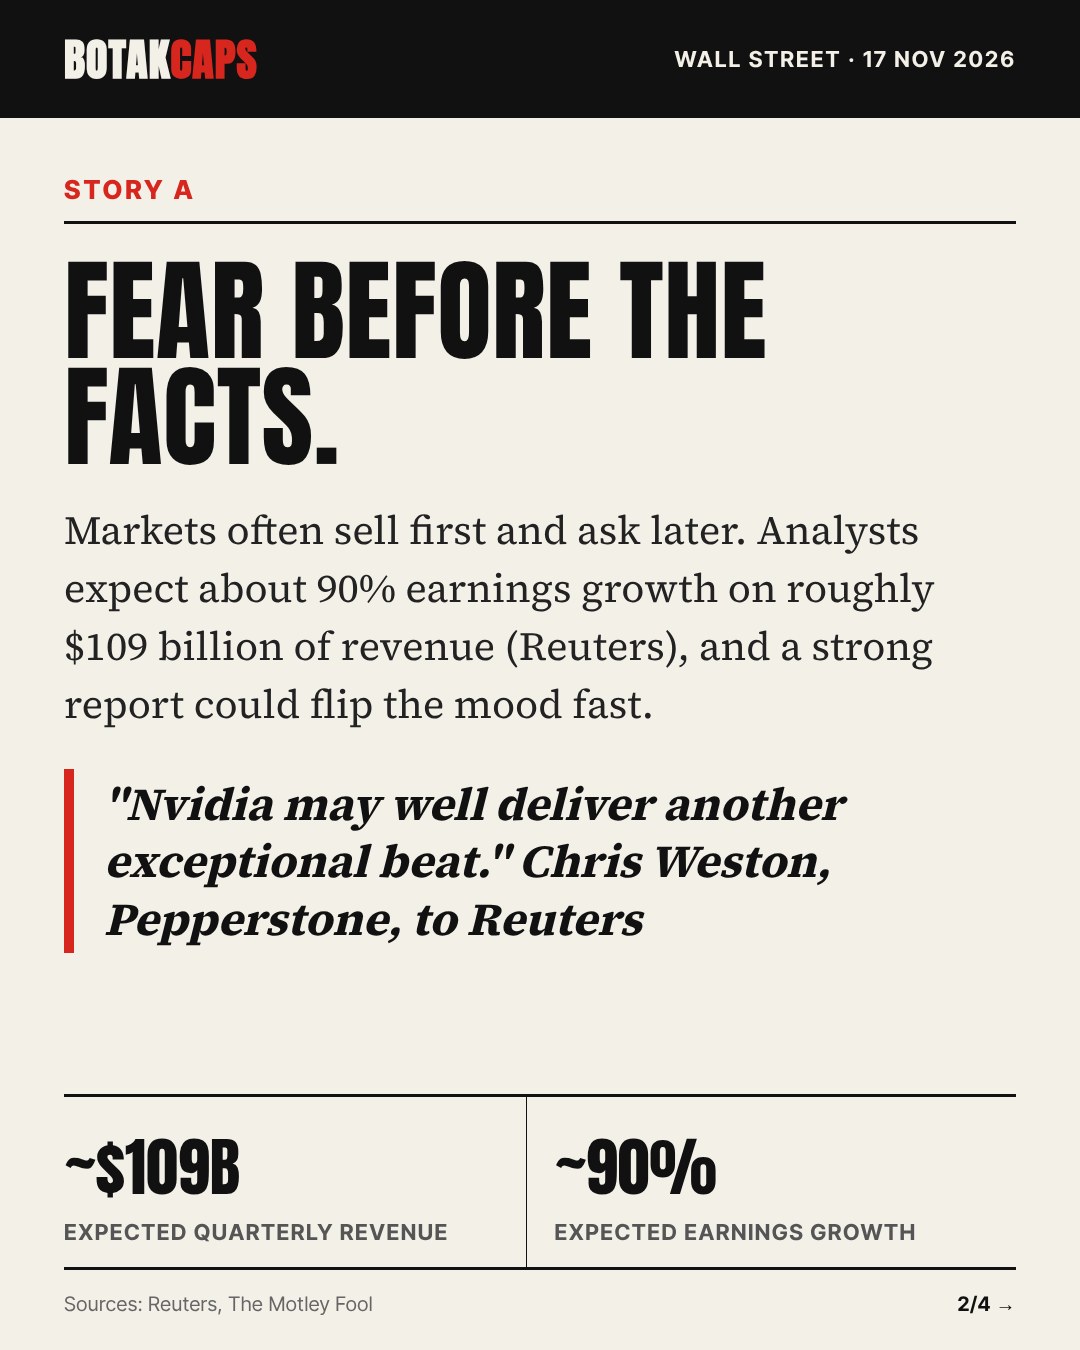 BOTAKCAPS
WALL STREET · 17 NOV 2026
STORY A
FEAR BEFORE THE
FACTS.
Markets often sell first and ask later. Analysts
expect about 90% earnings growth on roughly
$109 billion of revenue (Reuters), and a strong
report could flip the mood fast.
"Nvidia may well deliver another
exceptional beat." Chris Weston,
Pepperstone, to Reuters
~$109B
EXPECTED QUARTERLY REVENUE
~90%
EXPECTED EARNINGS GROWTH
Sources: Reuters, The Motley Fool
2/4 →